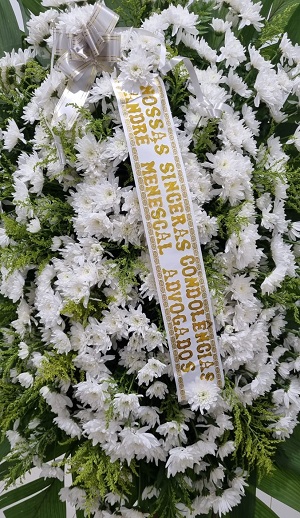 NOSSAS SINCERAS CONDOLÊNCIAS
ANDRÉ MENESCAL ADVOGADOS